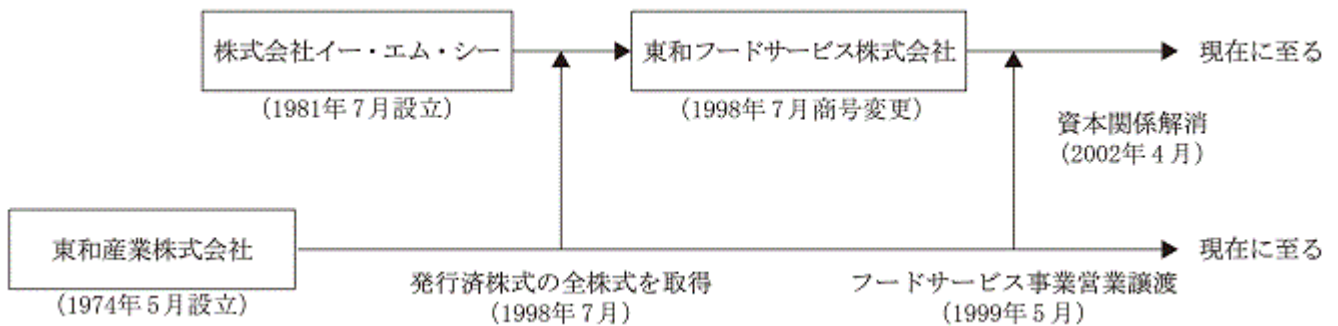 株式会社イー・エム・シー
(1981年7月設立)
東和フードサービス株式会社
(1998年7月商号変更)
現在に至る
資本関係解消
(2002年4月)
東和産業株式会社
(1974年5月設立)
発行済株式の全株式を取得
(1998年7月)
フードサービス事業営業譲渡
(1999年5月)
現在に至る